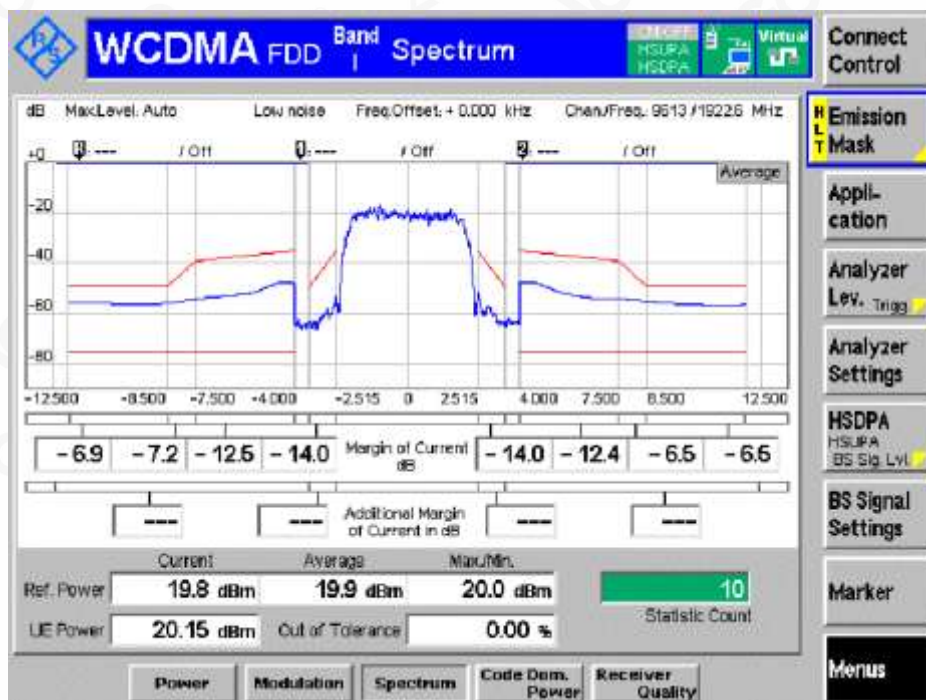 WCDMA FDD Band I Spectrum
HSUPA
HSDPA
Virtual
Connect
Control
dB Max.Level: Auto Low noise Freq.Offset: + 0.000 kHz Chan./Freq.: 9613 / 1922.6 MHz
H
L
T
Emission
Mask
+0 --- / Off 1: --- / Off 2: --- / Off
Average
-20
-40
-60
-80
-12.500 -8.500 -7.500 -4.000 -2.515 0 2.515 4.000 7.500 8.500 12.500
Appli-
cation
Analyzer
Lev. Trigg
Analyzer
Settings
HSDPA
HSUPA
BS Sig. Lvl.
BS Signal
Settings
Marker
Menus
- 6.9 - 7.2 - 12.5 - 14.0 Margin of Current dB - 14.0 - 12.4 - 6.5 - 6.5
--- --- Additional Margin of Current in dB --- ---
Current Average Max./Min.
Ref. Power 19.8 dBm 19.9 dBm 20.0 dBm 10
Statistic Count
UE Power 20.15 dBm Out of Tolerance 0.00 %
Power Modulation Spectrum Code Dom. Power Receiver Quality